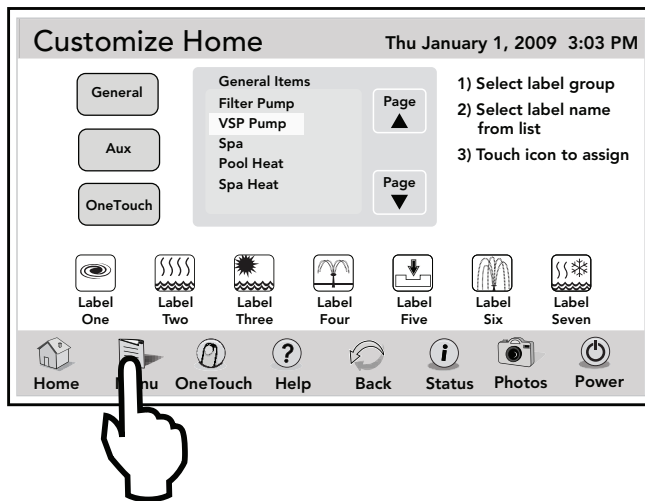 Customize Home
Thu January 1, 2009 3:03 PM
General
Aux
OneTouch
General Items
Filter Pump
VSP Pump
Spa
Pool Heat
Spa Heat
Page
Page
1) Select label group
2) Select label name
from list
3) Touch icon to assign
Label One
Label Two
Label Three
Label Four
Label Five
Label Six
Label Seven
Home
Menu
OneTouch
Help
Back
Status
Photos
Power